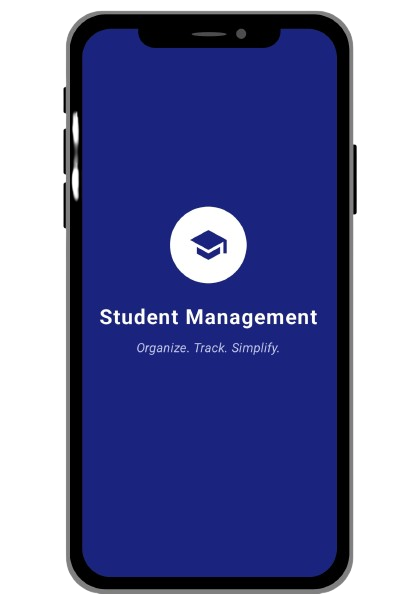 Student Management
Organize. Track. Simplify.